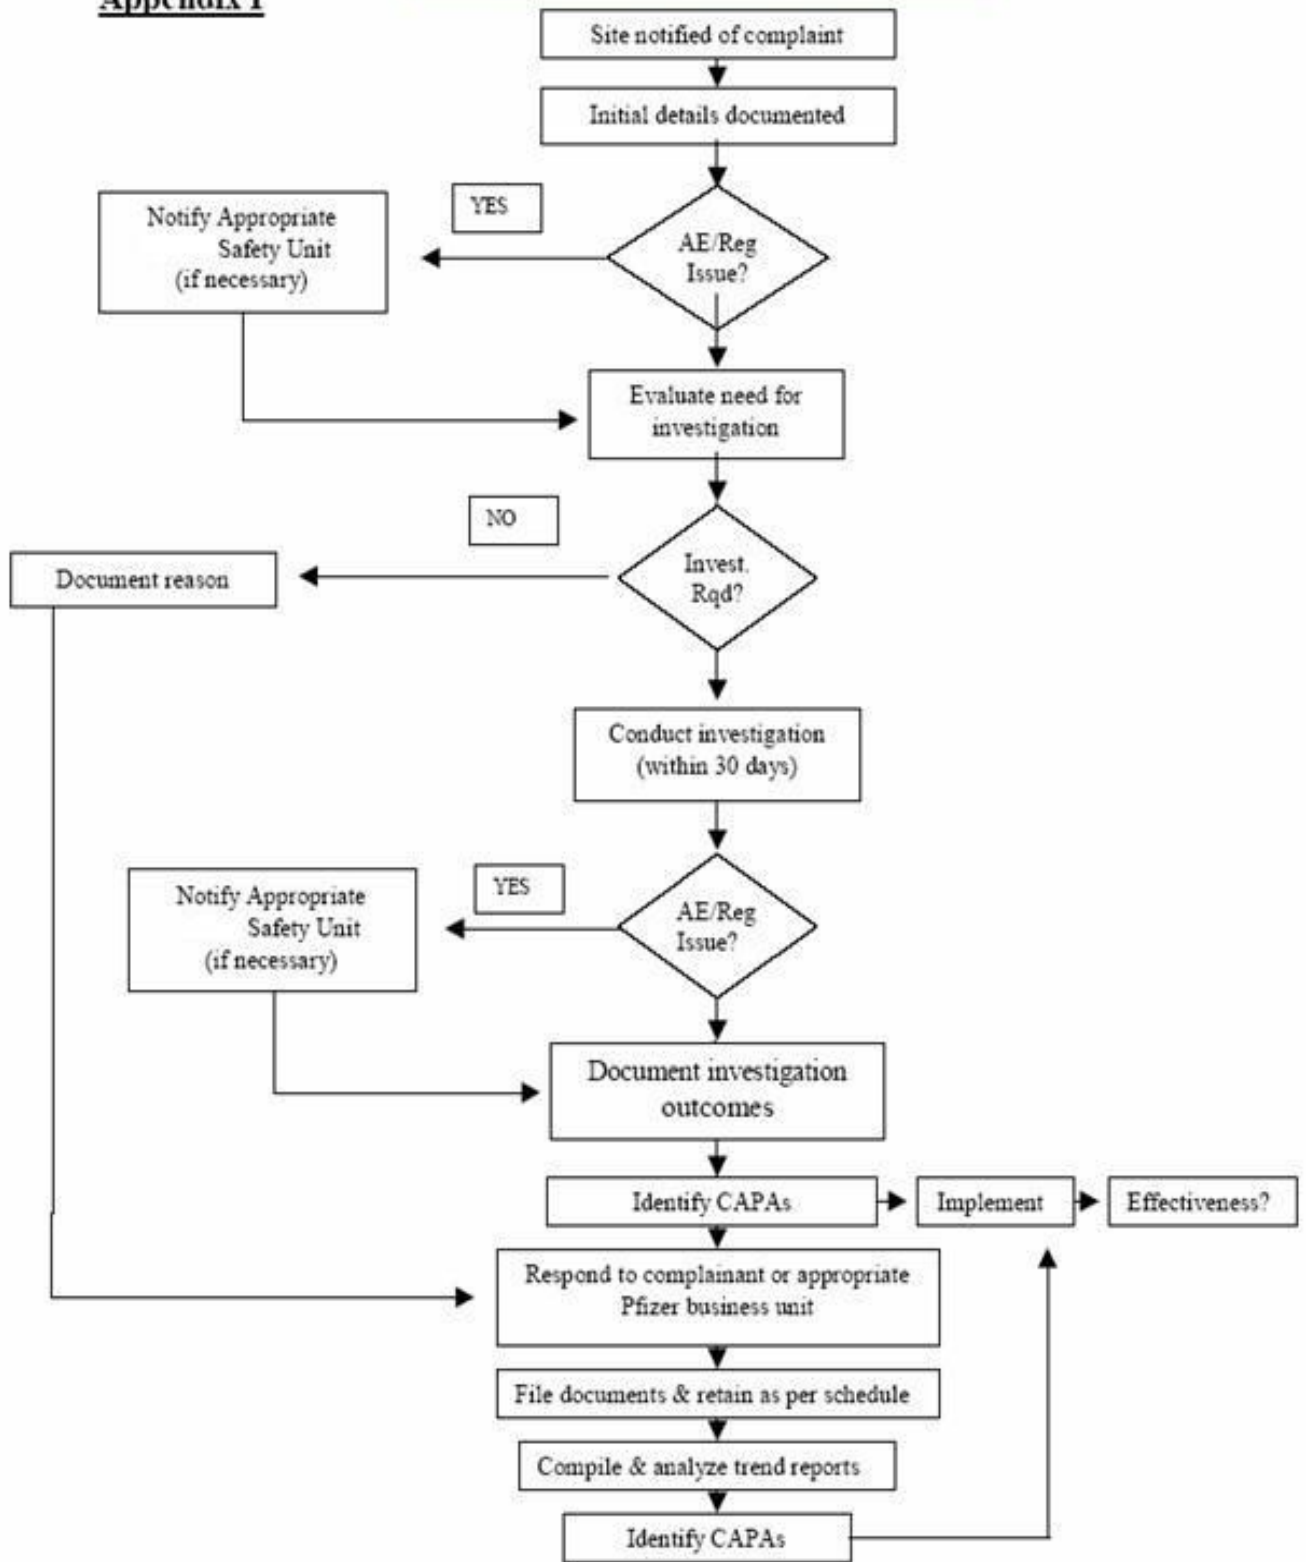 Appendix I
Site notified of complaint
Initial details documented
YES
Notify Appropriate
Safety Unit
(if necessary)
AE/Reg
Issue?
Evaluate need for
investigation
NO
Document reason
Invest.
Rqd?
Conduct investigation
(within 30 days)
YES
Notify Appropriate
Safety Unit
(if necessary)
AE/Reg
Issue?
Document investigation
outcomes
Identify CAPAs
Implement
Effectiveness?
Respond to complainant or appropriate
Pfizer business unit
File documents & retain as per schedule
Compile & analyze trend reports
Identify CAPAs